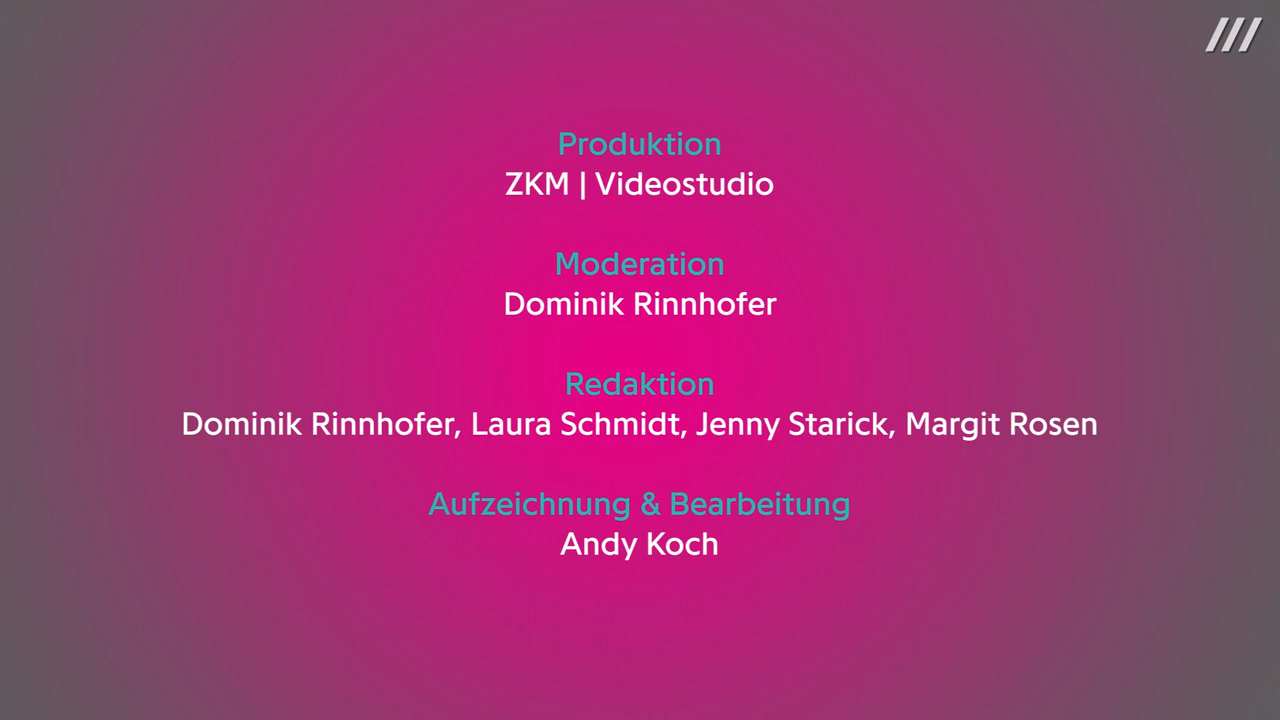 Produktion
ZKM | Videostudio
Moderation
Dominik Rinnhofer
Redaktion
Dominik Rinnhofer, Laura Schmidt, Jenny Starick, Margit Rosen
Aufzeichnung & Bearbeitung
Andy Koch